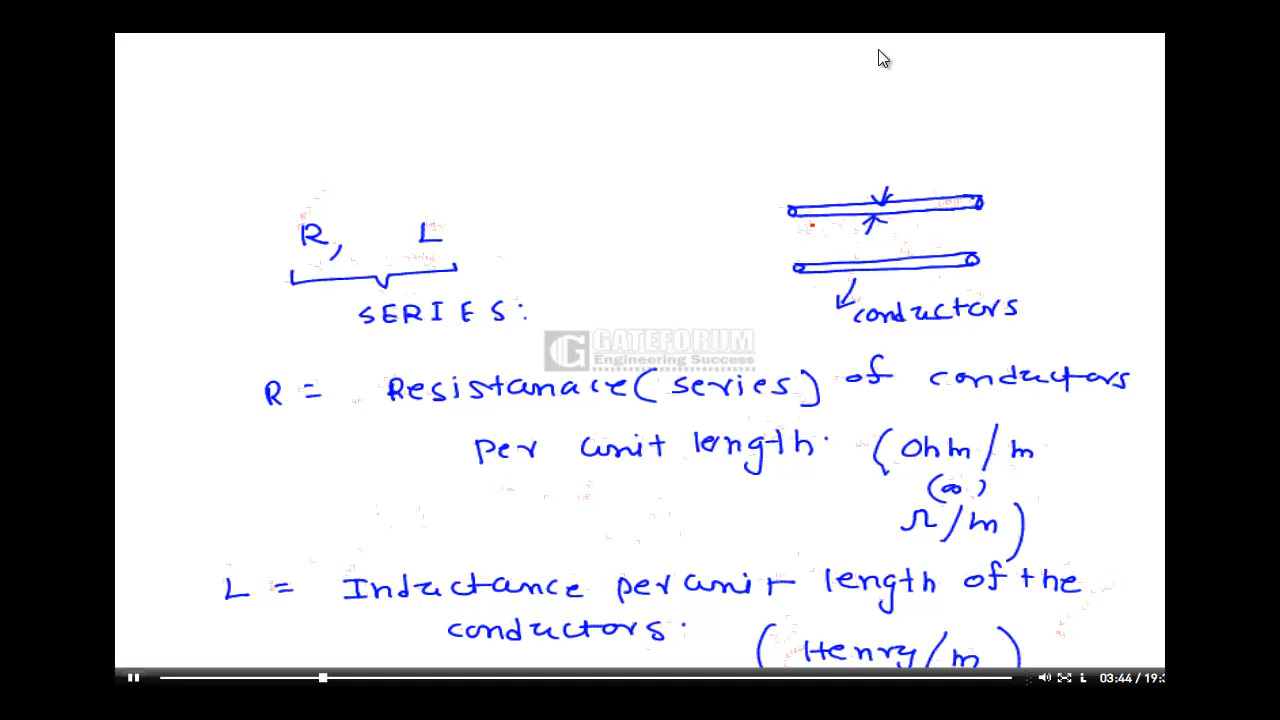 R, L
SERIES:
conductors
GATEFORUM
Engineering Success
R = Resistanace (series) of conductors
per unit length. (Ohm/m
(or)
Ω/m)
L = Inductance per unit length of the
conductors. (Henry/m)
03:44 / 19:3